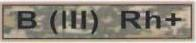 B (III) Rh+